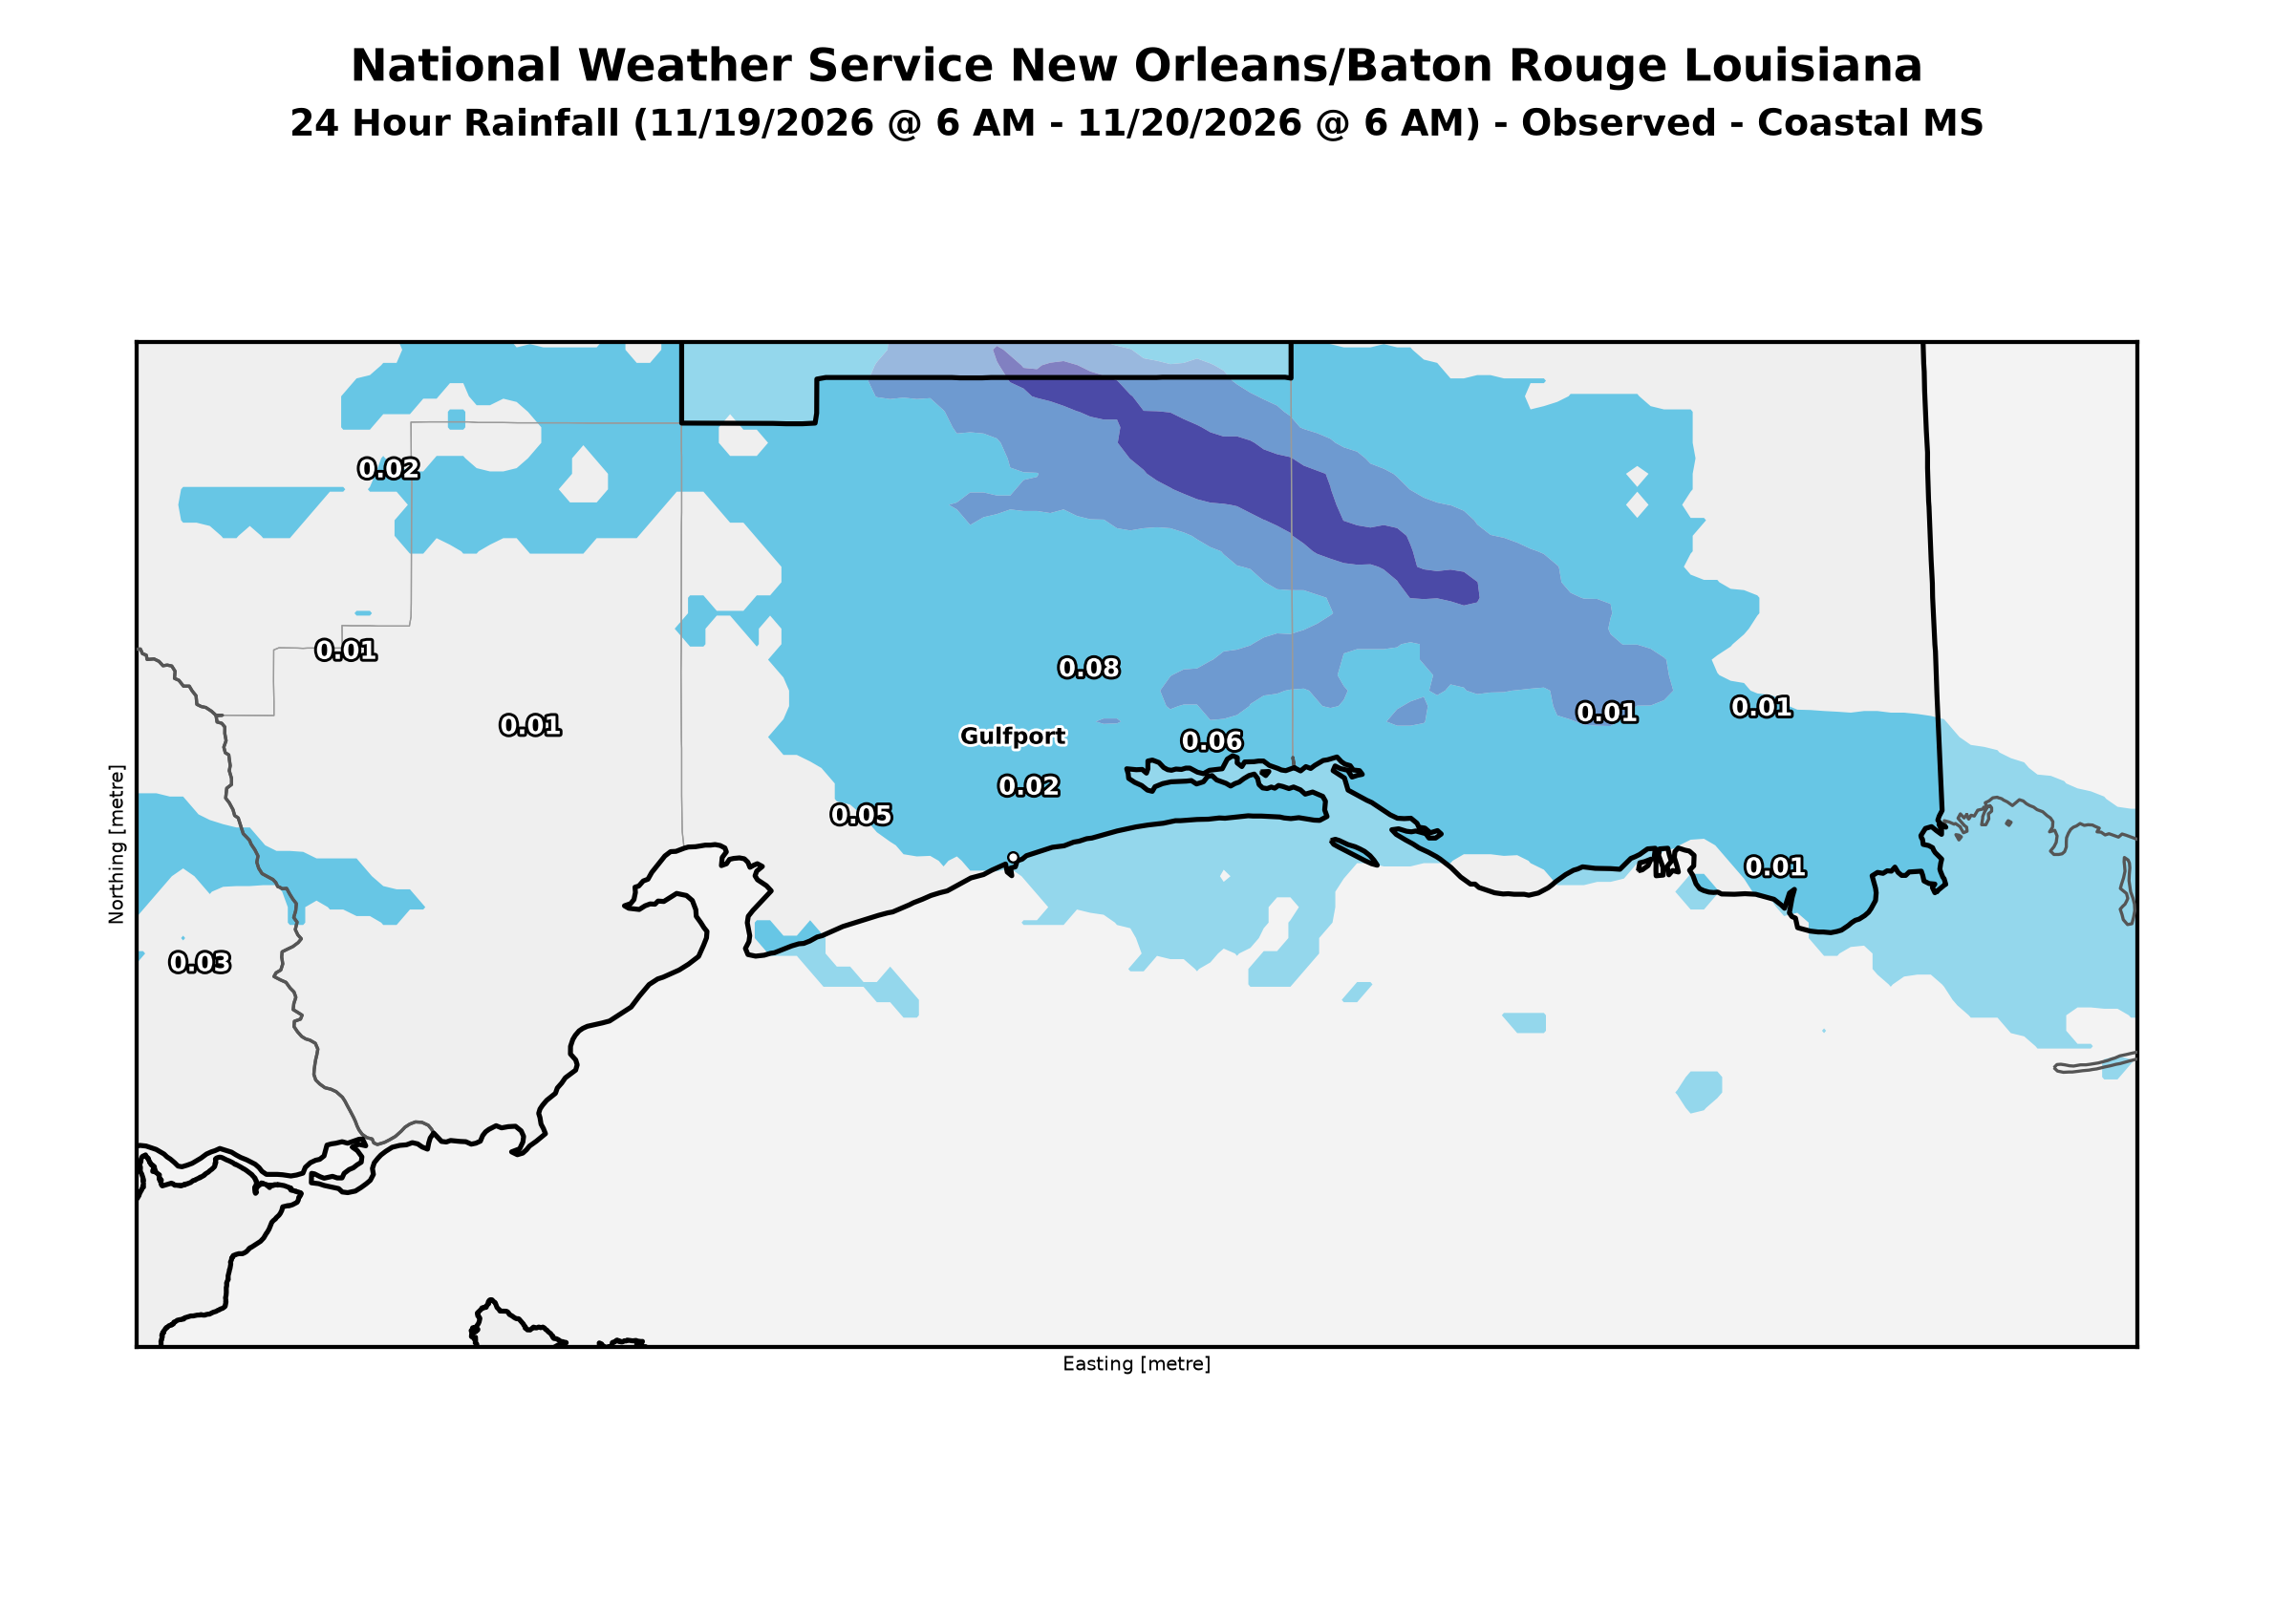 National Weather Service New Orleans/Baton Rouge Louisiana
24 Hour Rainfall (11/19/2026 @ 6 AM - 11/20/2026 @ 6 AM) - Observed - Coastal MS
0.02
0.01
0.08
0.01
0.01
0.01
Gulfport
0.06
0.02
0.05
0.01
0.03
Northing [metre]
Easting [metre]